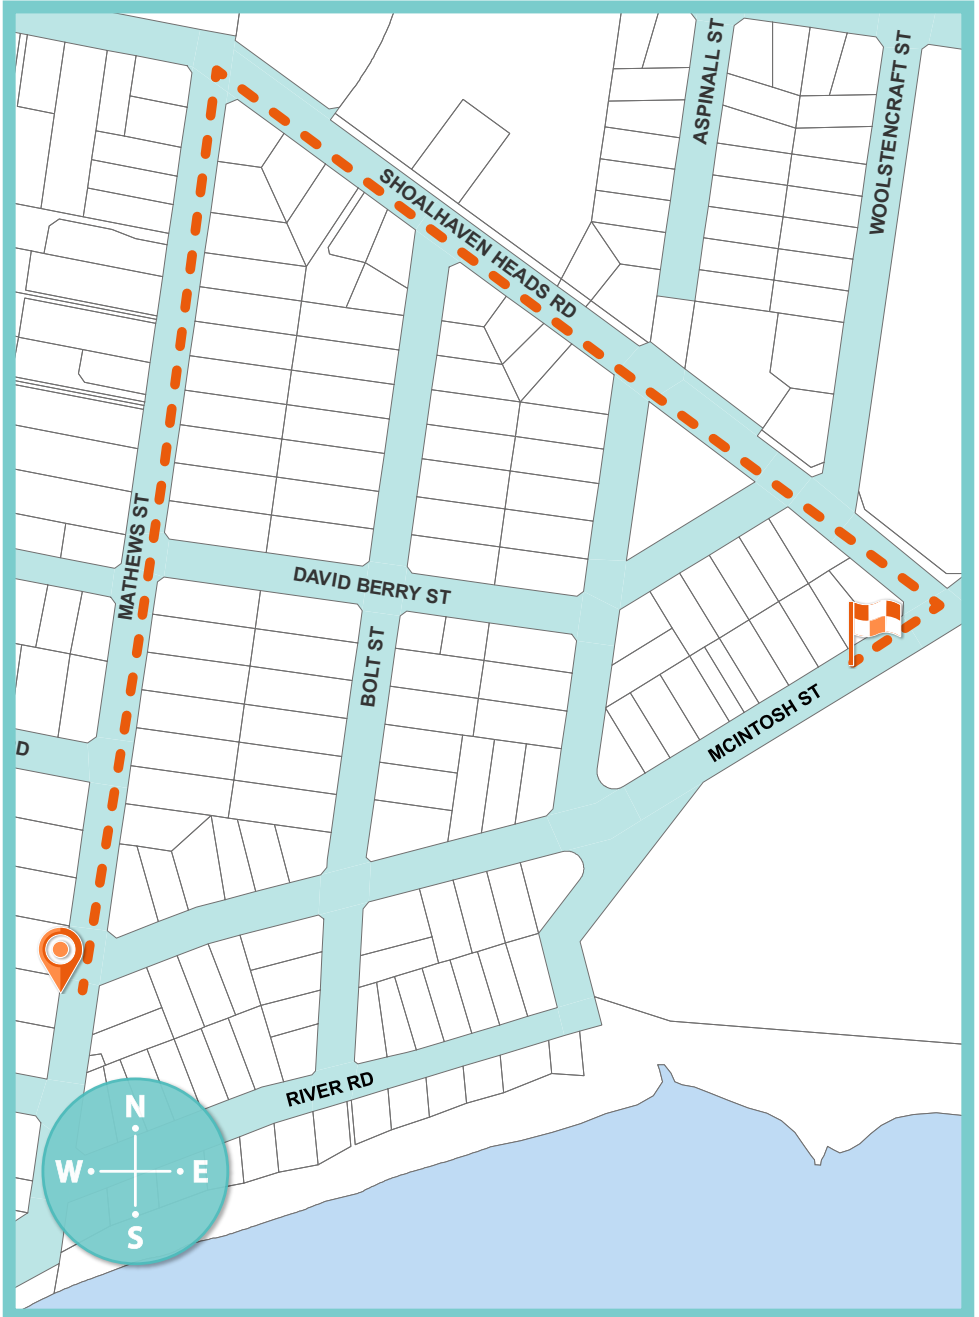 ASPINALL ST
WOOLSTENCRAFT ST
SHOALHAVEN HEADS RD
MATHEWS ST
DAVID BERRY ST
BOLT ST
MCINTOSH ST
D
RIVER RD
N
W E
S